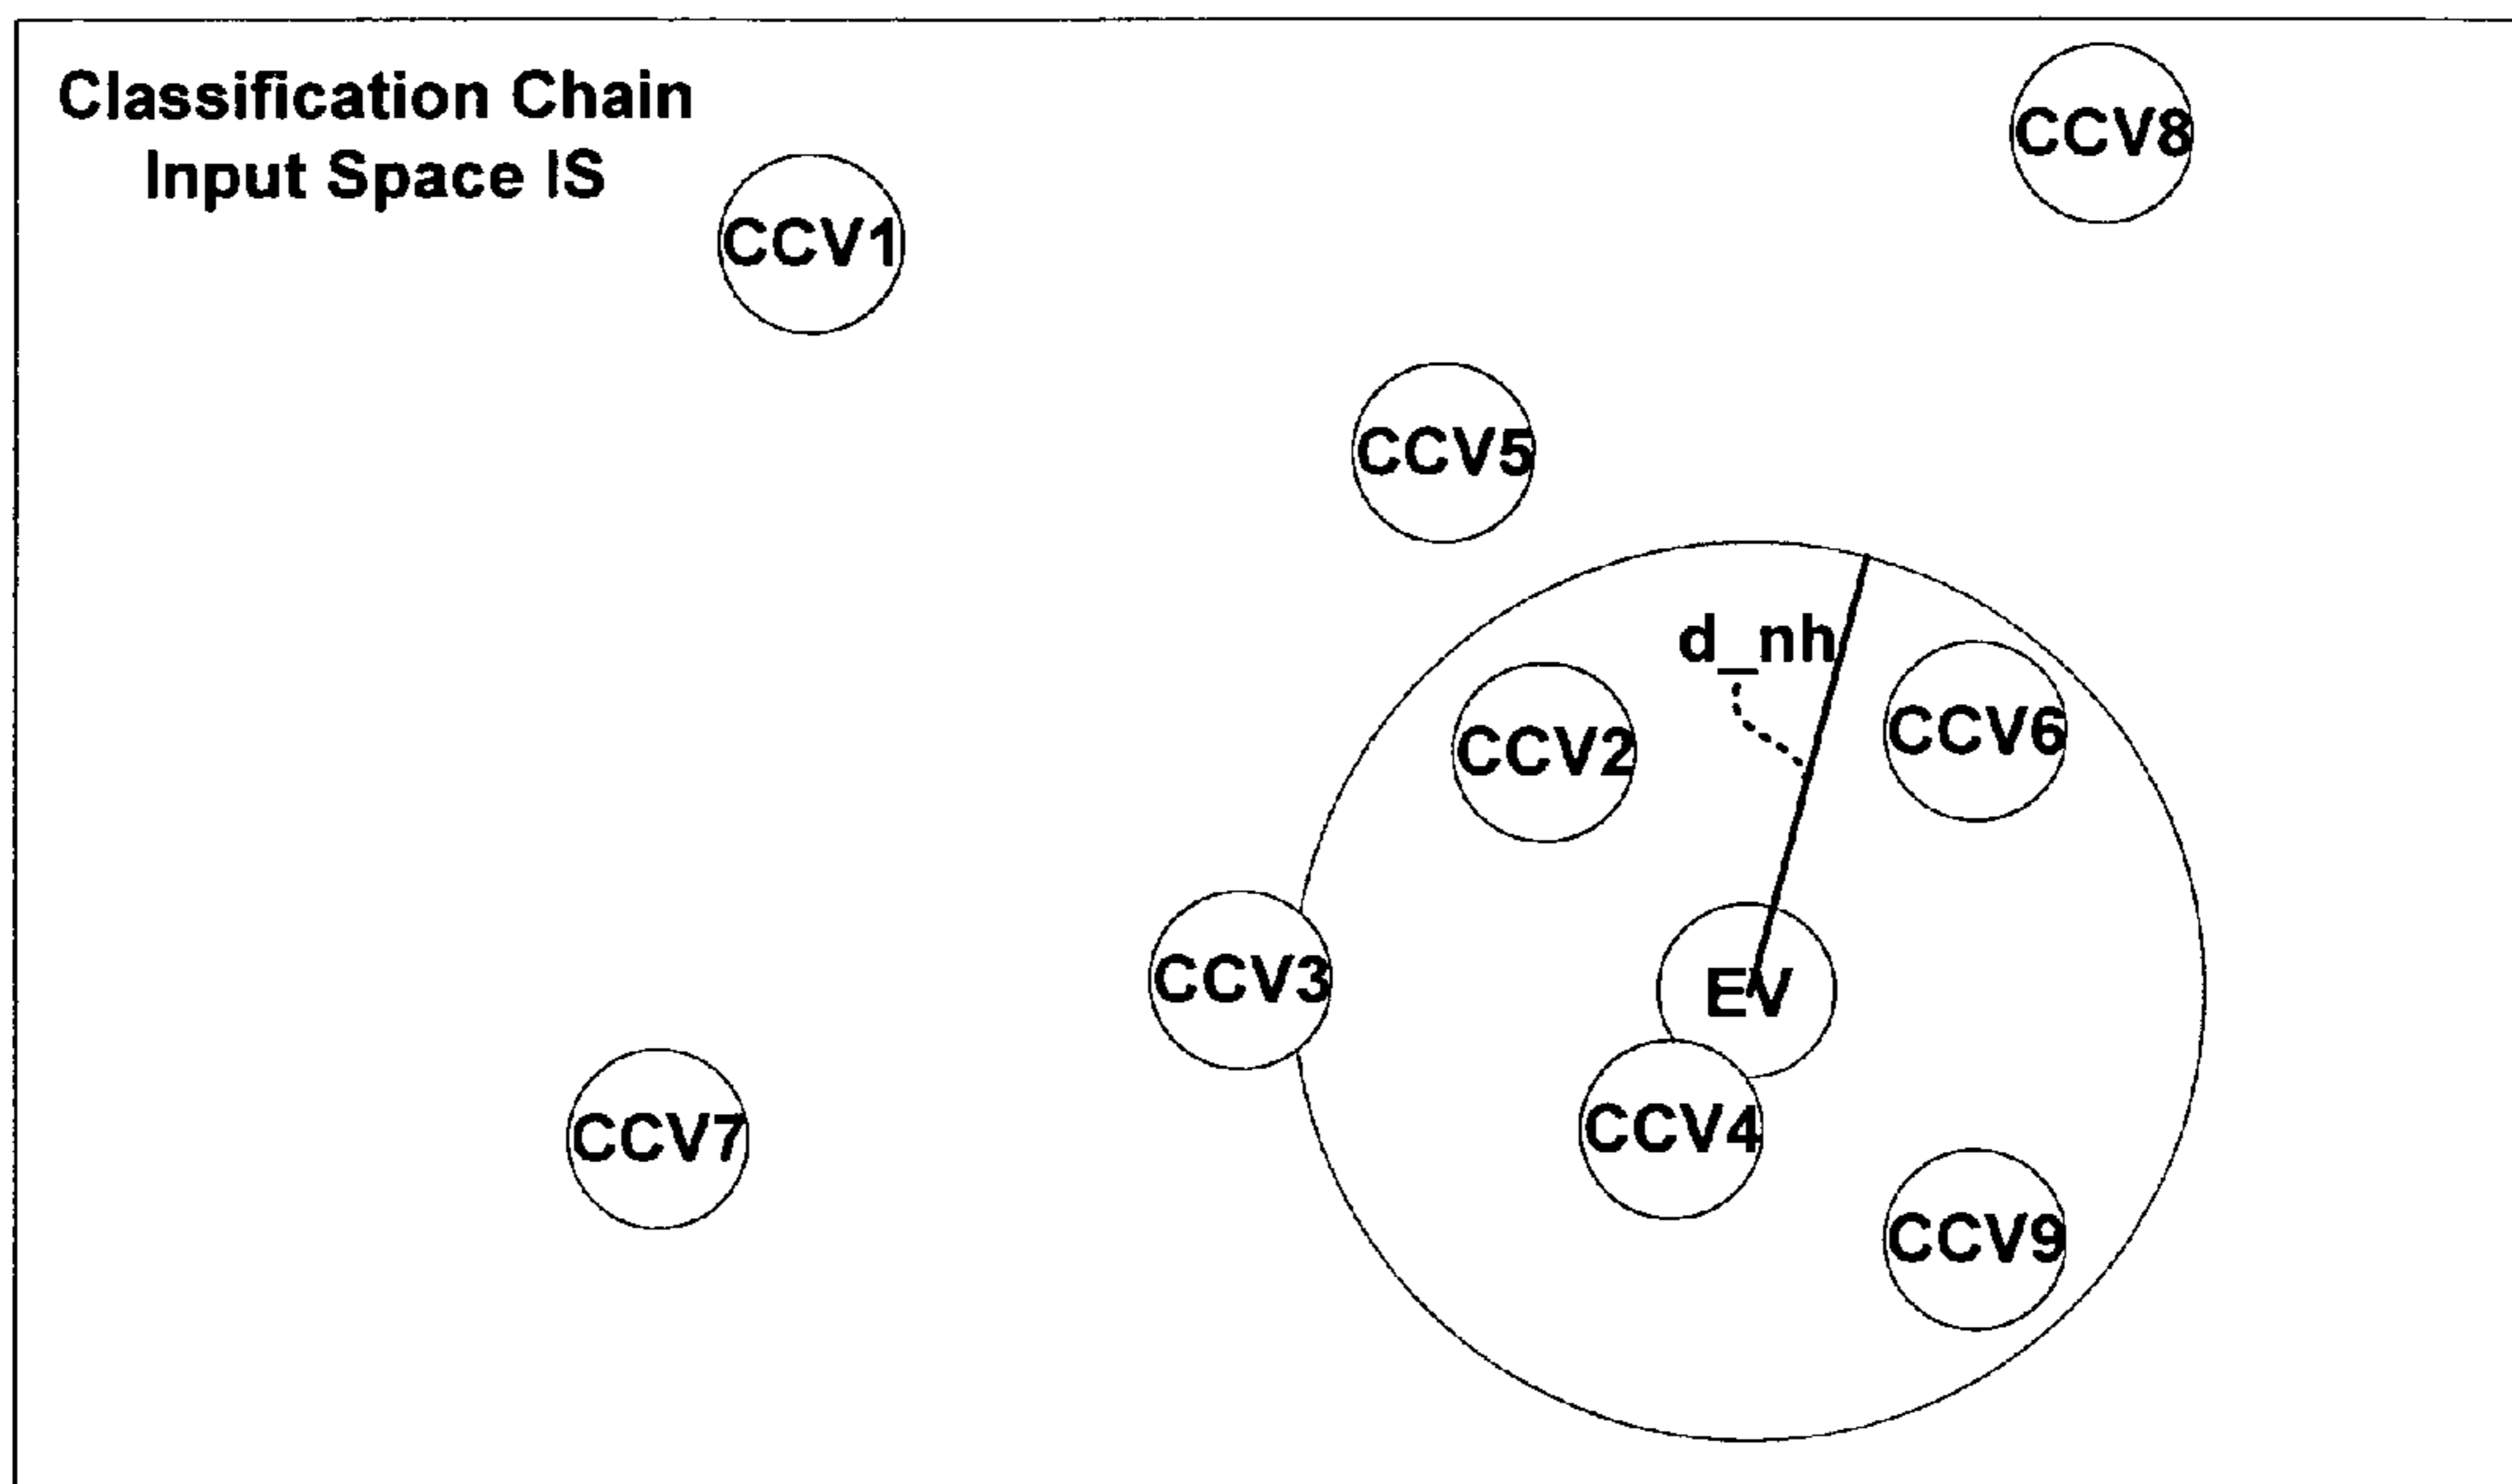 Classification Chain
Input Space IS
CCV8
CCV1
CCV5
d_nh
CCV2
CCV6
CCV3
EV
CCV4
CCV7
CCV9